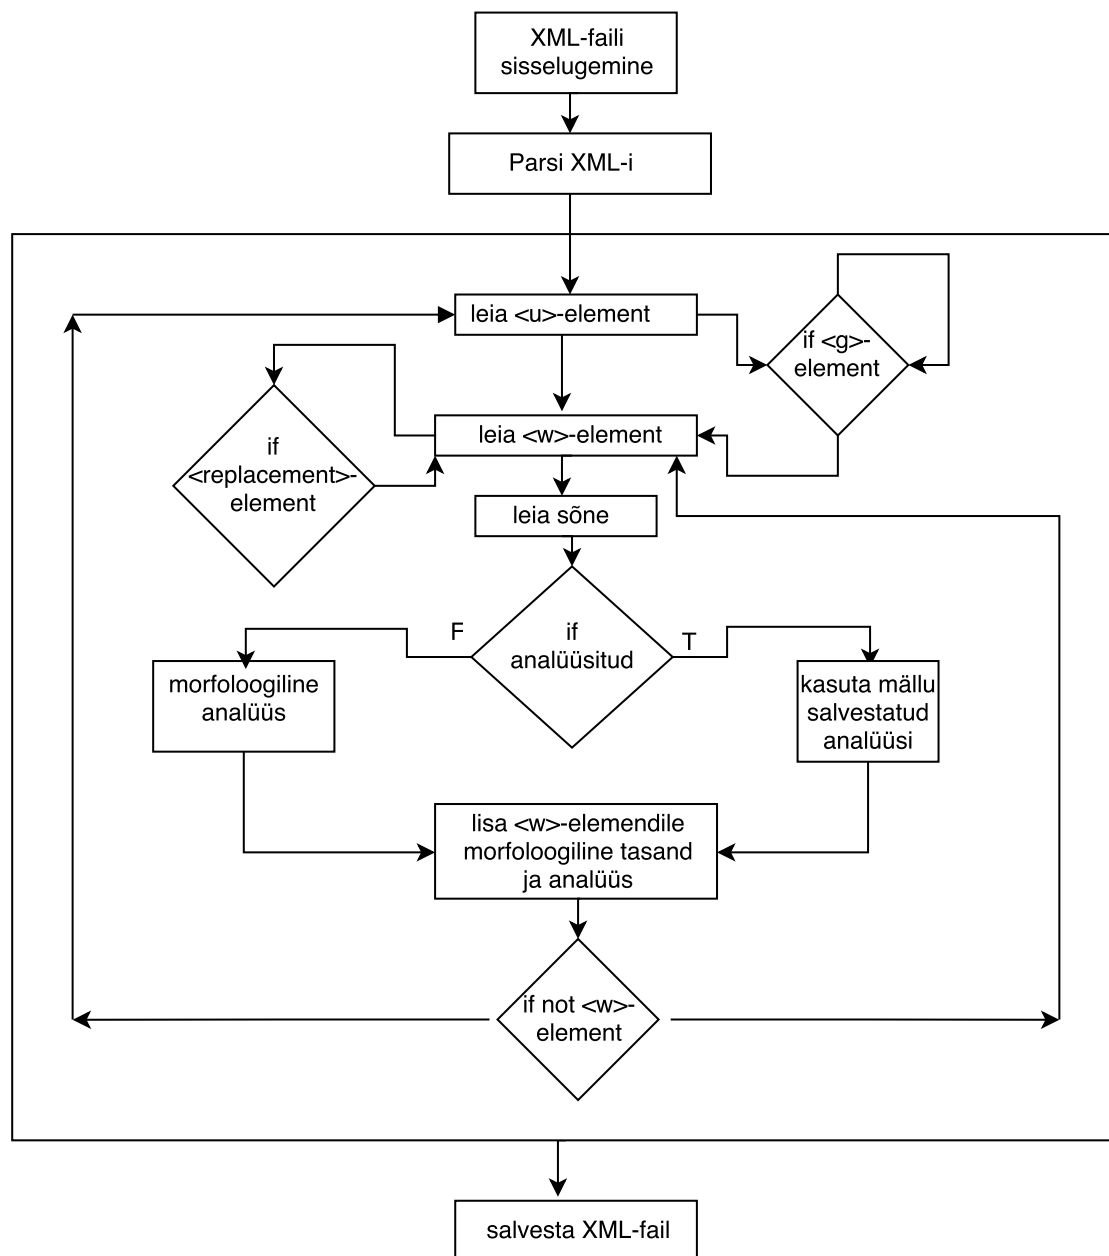 XML-faili
sisselugemine
Parsi XML-i
leia <u>-element
if <g>-
element
leia <w>-element
if
<replacement>-
element
leia sõne
if
analüüsitud
F
T
morfoloogiline
analüüs
kasuta mällu
salvestatud
analüüsi
lisa <w>-elemendile
morfoloogiline tasand
ja analüüs
if not <w>-
element
salvesta XML-fail